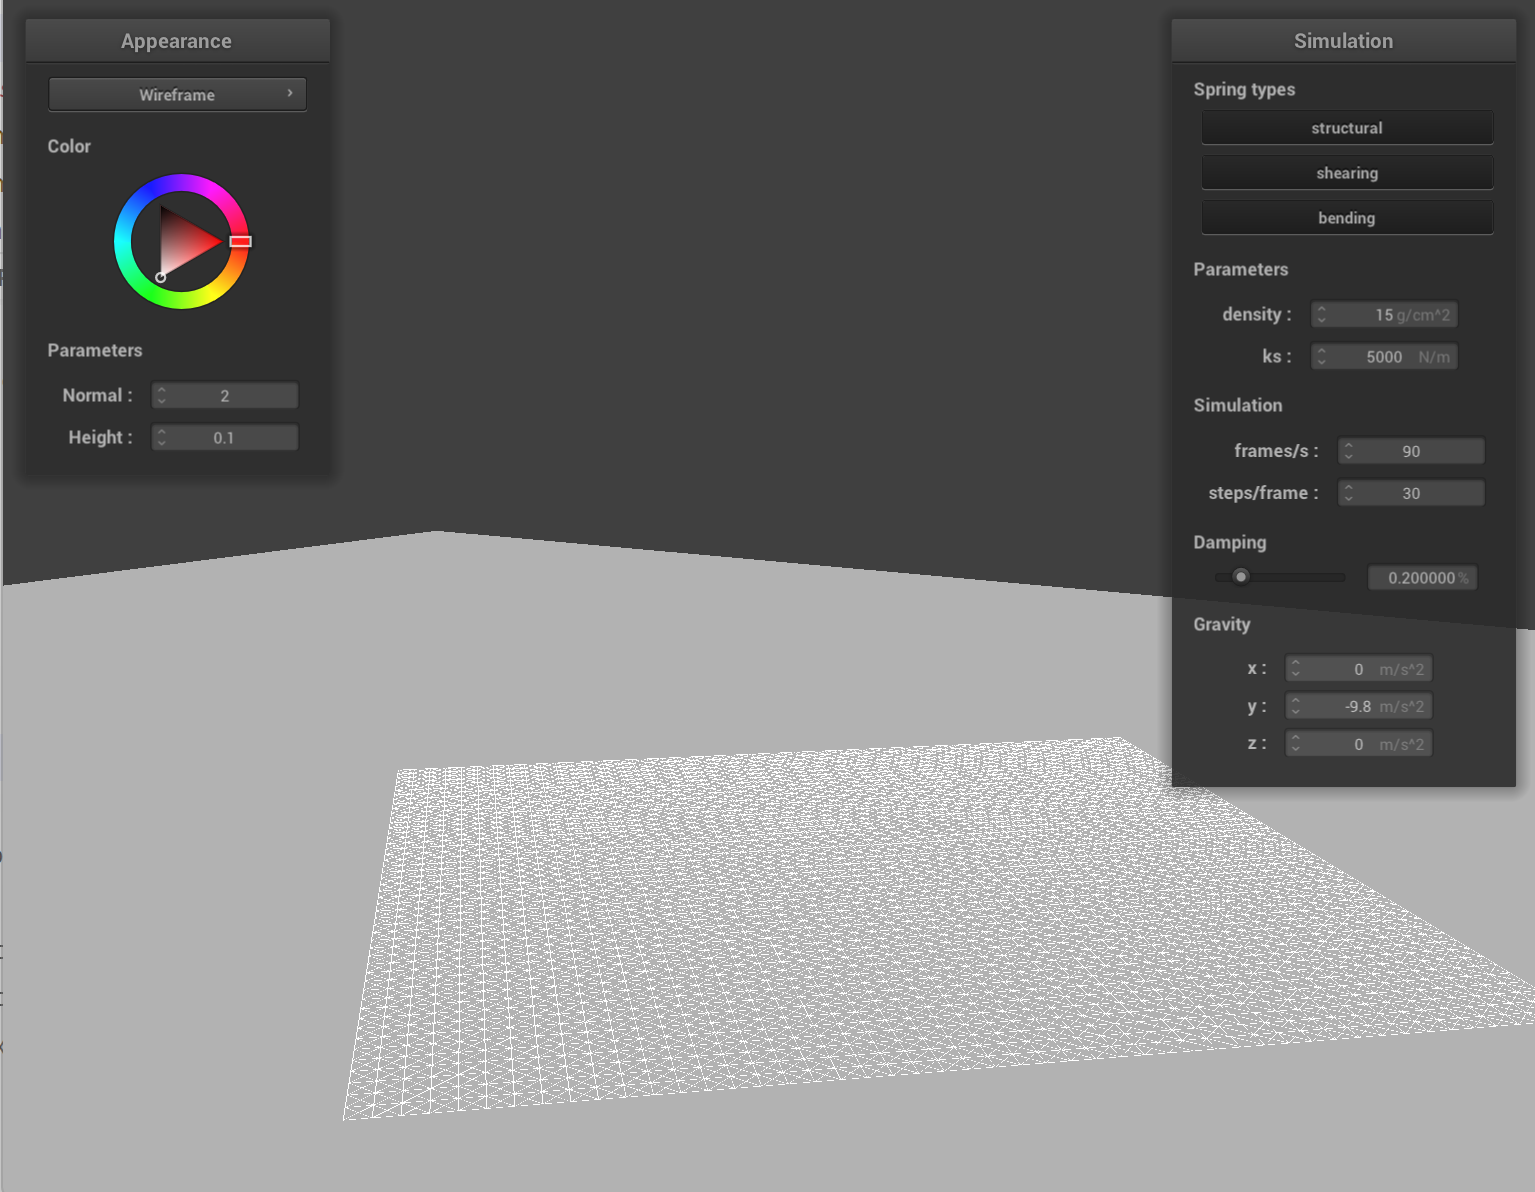 Appearance
Wireframe
Color
Parameters
Normal : 2
Height : 0.1
Simulation
Spring types
structural
shearing
bending
Parameters
density : 15 g/cm^2
ks : 5000 N/m
Simulation
frames/s : 90
steps/frame : 30
Damping
0.200000 %
Gravity
x : 0 m/s^2
y : -9.8 m/s^2
z : 0 m/s^2